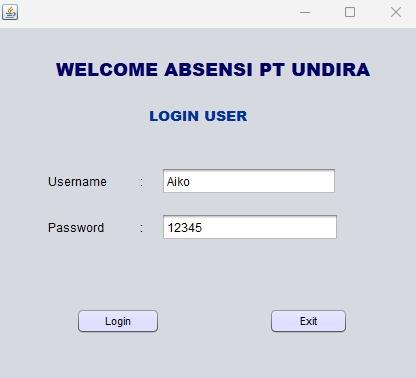 WELCOME ABSENSI PT UNDIRA
LOGIN USER
Username : Aiko
Password : 12345
Login Exit